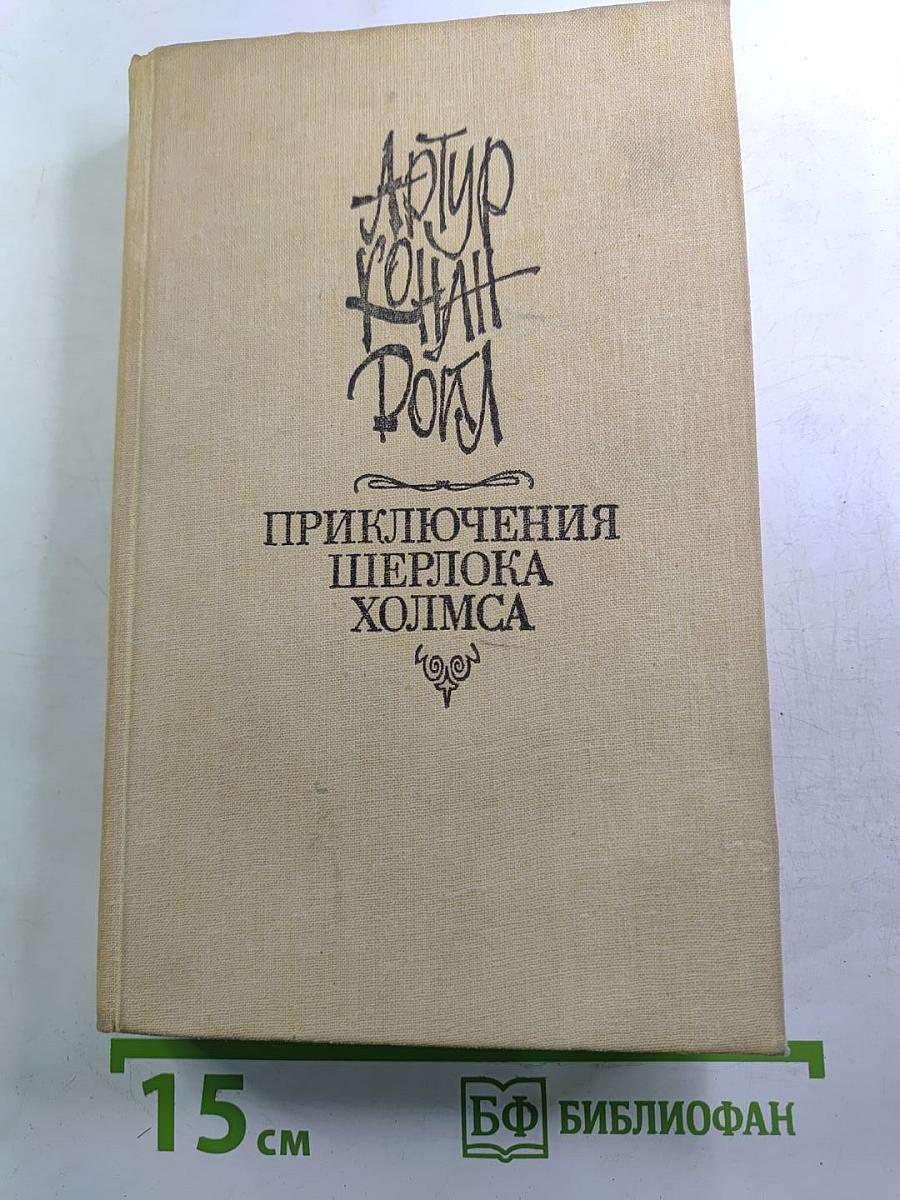 Артур
Конан
Дойл
ПРИКЛЮЧЕНИЯ
ШЕРЛОКА
ХОЛМСА
15 см
БФ БИБЛИОФАН